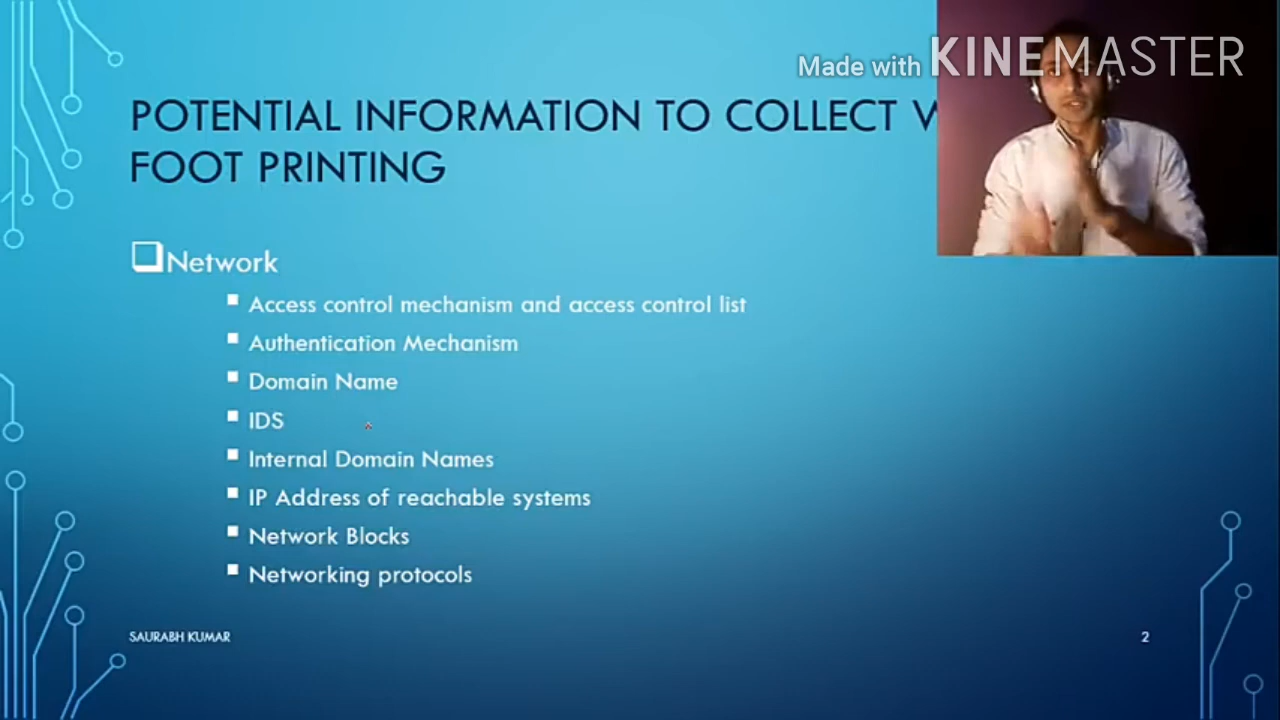 Made with KINEMASTER
POTENTIAL INFORMATION TO COLLECT
FOOT PRINTING
Network
Access control mechanism and access control list
Authentication Mechanism
Domain Name
IDS
Internal Domain Names
IP Address of reachable systems
Network Blocks
Networking protocols
SAURABH KUMAR
2